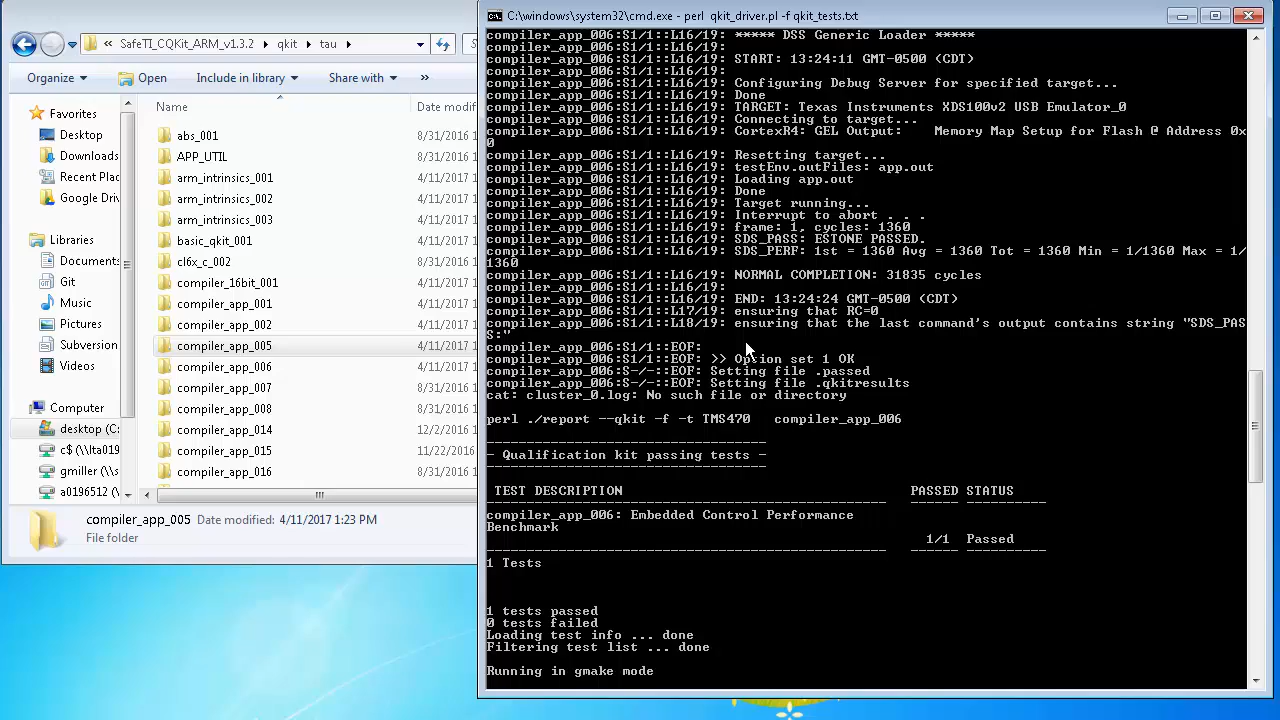 SafeTI_CQKit_ARM_v1.3.2 ▸ qkit ▸ tau ▸
Organize ▾ Open Include in library ▾ Share with ▾ »
Favorites
Desktop
Downloads
Recent Plac
Google Driv
Libraries
Documents
Git
Music
Pictures
Subversion
Videos
Computer
desktop (C:
c$ (\\lta019
gmiller (\\s
a0196512 (\
Name Date modif
abs_001 8/31/2016
APP_UTIL 8/31/2016
arm_intrinsics_001 4/11/2017 1
arm_intrinsics_002 4/11/2017 1
arm_intrinsics_003 4/11/2017 1
basic_qkit_001 4/11/2017 1
cl6x_c_002 4/11/2017 1
compiler_16bit_001 4/11/2017 1
compiler_app_001 4/11/2017 1
compiler_app_002 4/11/2017 1
compiler_app_005 4/11/2017 1
compiler_app_006 4/11/2017 1
compiler_app_007 8/31/2016
compiler_app_008 8/31/2016
compiler_app_014 12/2/2016
compiler_app_015 11/22/2016
compiler_app_016 8/31/2016
compiler_app_005 Date modified: 4/11/2017 1:23 PM
File folder
C:\windows\system32\cmd.exe - perl qkit_driver.pl -f qkit_tests.txt
compiler_app_006:S1/1::L16/19: ***** DSS Generic Loader *****
compiler_app_006:S1/1::L16/19:
compiler_app_006:S1/1::L16/19: START: 13:24:11 GMT-0500 (CDT)
compiler_app_006:S1/1::L16/19:
compiler_app_006:S1/1::L16/19: Configuring Debug Server for specified target...
compiler_app_006:S1/1::L16/19: Done
compiler_app_006:S1/1::L16/19: TARGET: Texas Instruments XDS100v2 USB Emulator_0
compiler_app_006:S1/1::L16/19: Connecting to target...
compiler_app_006:S1/1::L16/19: CortexR4: GEL Output: Memory Map Setup for Flash @ Address 0x
0
compiler_app_006:S1/1::L16/19: Resetting target...
compiler_app_006:S1/1::L16/19: testEnv.outFiles: app.out
compiler_app_006:S1/1::L16/19: Loading app.out
compiler_app_006:S1/1::L16/19: Done
compiler_app_006:S1/1::L16/19: Target running...
compiler_app_006:S1/1::L16/19: Interrupt to abort . . .
compiler_app_006:S1/1::L16/19: frame: 1, cycles: 1360
compiler_app_006:S1/1::L16/19: SDS_PASS: ESTONE PASSED.
compiler_app_006:S1/1::L16/19: SDS_PERF: 1st = 1360 Avg = 1360 Tot = 1360 Min = 1/1360 Max = 1/
1360
compiler_app_006:S1/1::L16/19: NORMAL COMPLETION: 31835 cycles
compiler_app_006:S1/1::L16/19:
compiler_app_006:S1/1::L16/19: END: 13:24:24 GMT-0500 (CDT)
compiler_app_006:S1/1::L17/19: ensuring that RC=0
compiler_app_006:S1/1::L18/19: ensuring that the last command's output contains string "SDS_PAS
S:"
compiler_app_006:S1/1::EOF:
compiler_app_006:S1/1::EOF: >> Option set 1 OK
compiler_app_006:S-/-::EOF: Setting file .passed
compiler_app_006:S-/-::EOF: Setting file .qkitresults
cat: cluster_0.log: No such file or directory
perl ./report --qkit -f -t TMS470 compiler_app_006
- Qualification kit passing tests -
TEST DESCRIPTION PASSED STATUS
compiler_app_006: Embedded Control Performance
Benchmark
1/1 Passed
1 Tests
1 tests passed
0 tests failed
Loading test info ... done
Filtering test list ... done
Running in gmake mode